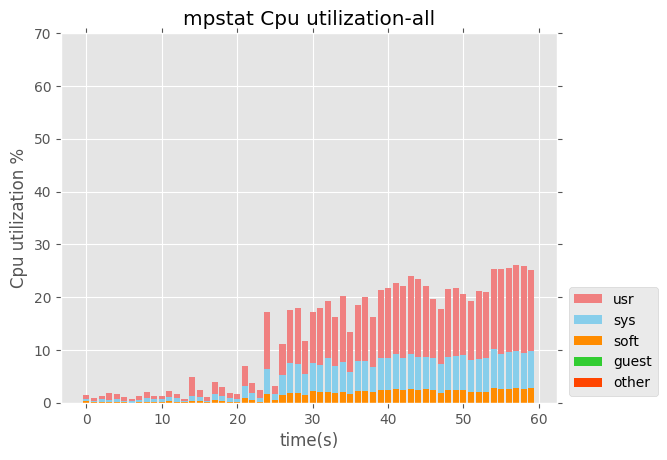 mpstat Cpu utilization-all
Cpu utilization %
70
60
50
40
30
20
10
0
0 10 20 30 40 50 60
time(s)
usr
sys
soft
guest
other